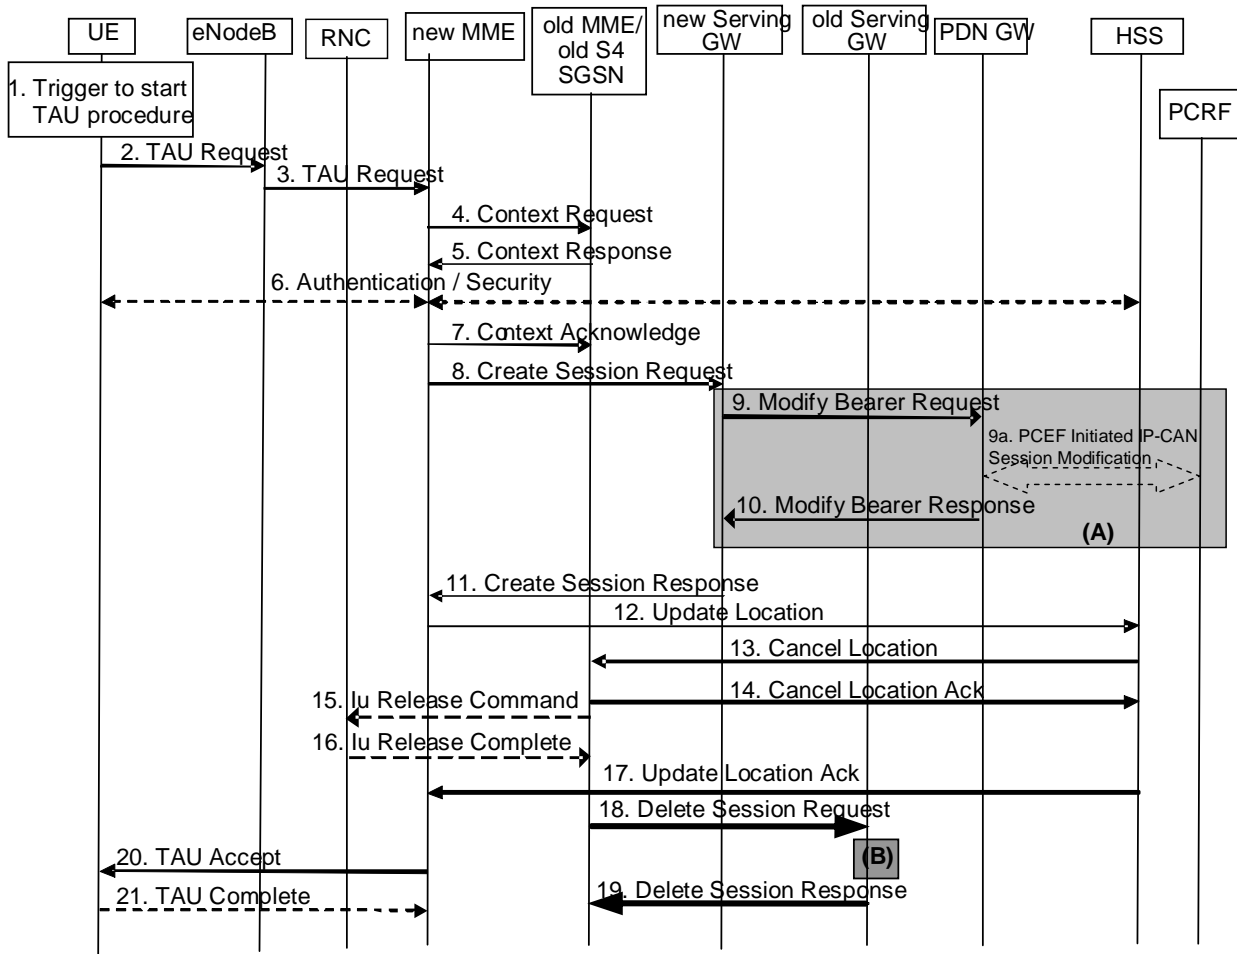 UE
eNodeB
RNC
new MME
old MME/
old S4
SGSN
new Serving
GW
old Serving
GW
PDN GW
HSS
PCRF
1. Trigger to start
TAU procedure
2. TAU Request
3. TAU Request
4. Context Request
5. Context Response
6. Authentication / Security
7. Context Acknowledge
8. Create Session Request
9. Modify Bearer Request
9a. PCEF Initiated IP-CAN
Session Modification
10. Modify Bearer Response
(A)
11. Create Session Response
12. Update Location
13. Cancel Location
14. Cancel Location Ack
15. Iu Release Command
16. Iu Release Complete
17. Update Location Ack
18. Delete Session Request
(B)
20. TAU Accept
19. Delete Session Response
21. TAU Complete